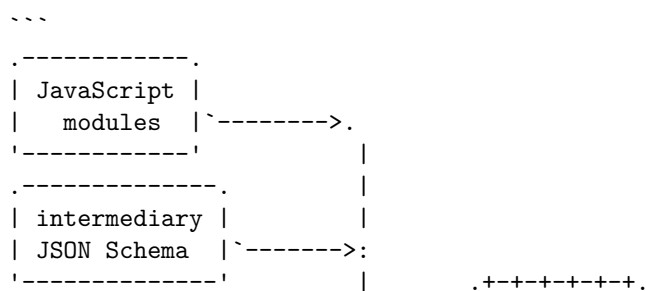 ```
.------------.
| JavaScript |
|   modules  |`-------->.
'------------'          |
.--------------.        |
| intermediary |        |
| JSON Schema  |`------->:
'--------------'        |       .+-+-+-+-+-+.